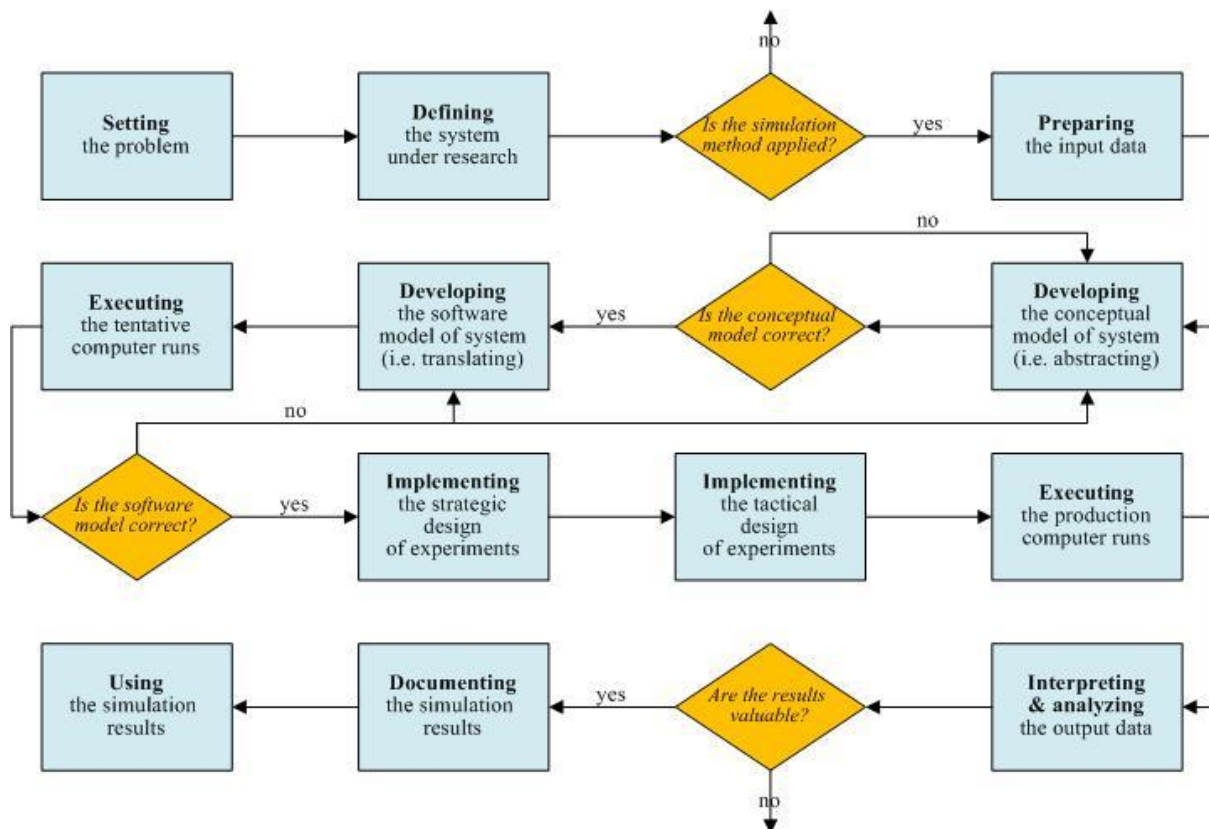 no
Setting
the problem
Defining
the system
under research
Is the simulation
method applied?
yes
Preparing
the input data
no
Executing
the tentative
computer runs
Developing
the software
model of system
(i.e. translating)
yes
Is the conceptual
model correct?
Developing
the conceptual
model of system
(i.e. abstracting)
no
Is the software
model correct?
yes
Implementing
the strategic
design
of experiments
Implementing
the tactical
design
of experiments
Executing
the production
computer runs
Using
the simulation
results
Documenting
the simulation
results
yes
Are the results
valuable?
Interpreting
& analyzing
the output data
no